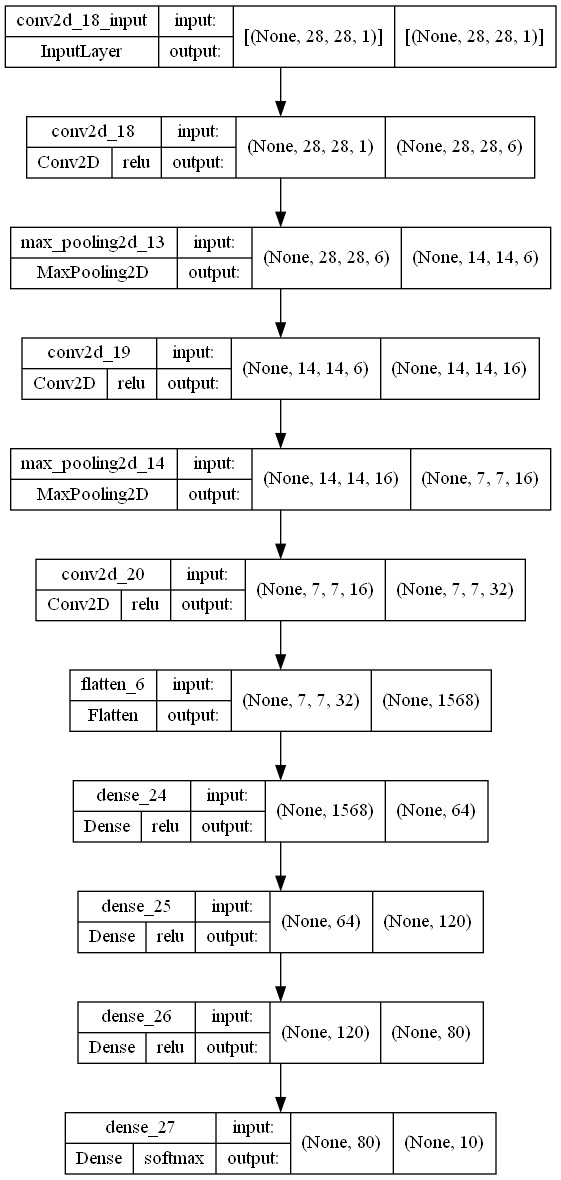 conv2d_18_input input: [(None, 28, 28, 1)] [(None, 28, 28, 1)]
InputLayer output:
conv2d_18 input: (None, 28, 28, 1) (None, 28, 28, 6)
Conv2D relu output:
max_pooling2d_13 input: (None, 28, 28, 6) (None, 14, 14, 6)
MaxPooling2D output:
conv2d_19 input: (None, 14, 14, 6) (None, 14, 14, 16)
Conv2D relu output:
max_pooling2d_14 input: (None, 14, 14, 16) (None, 7, 7, 16)
MaxPooling2D output:
conv2d_20 input: (None, 7, 7, 16) (None, 7, 7, 32)
Conv2D relu output:
flatten_6 input: (None, 7, 7, 32) (None, 1568)
Flatten output:
dense_24 input: (None, 1568) (None, 64)
Dense relu output:
dense_25 input: (None, 64) (None, 120)
Dense relu output:
dense_26 input: (None, 120) (None, 80)
Dense relu output:
dense_27 input: (None, 80) (None, 10)
Dense softmax output: